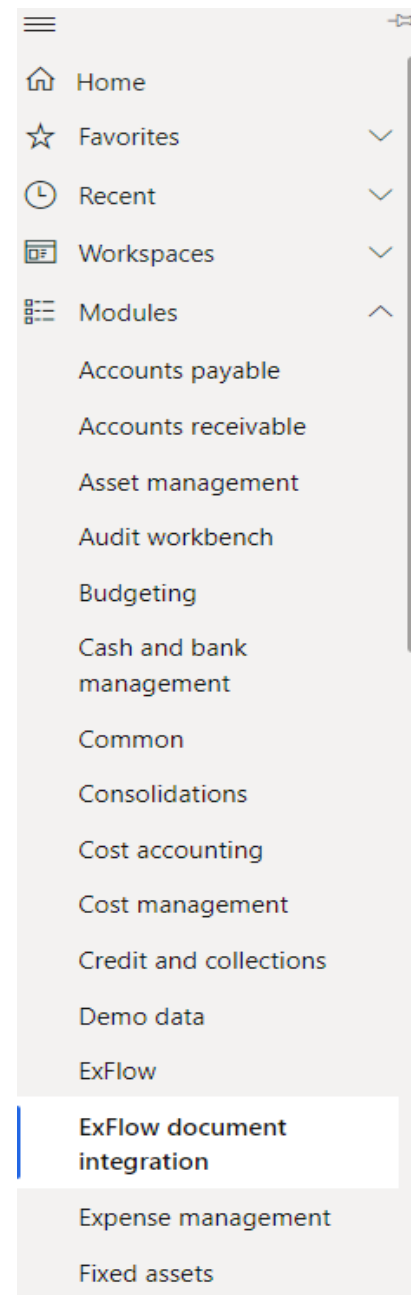 Home
Favorites
Recent
Workspaces
Modules
Accounts payable
Accounts receivable
Asset management
Audit workbench
Budgeting
Cash and bank
management
Common
Consolidations
Cost accounting
Cost management
Credit and collections
Demo data
ExFlow
ExFlow document
integration
Expense management
Fixed assets